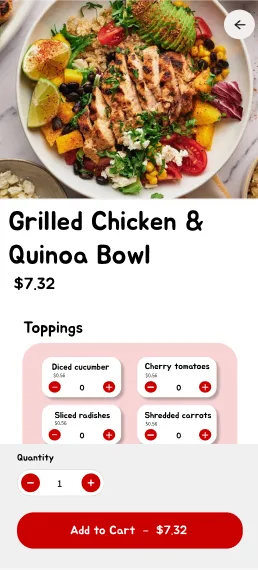 Grilled Chicken &
Quinoa Bowl
$7.32
Toppings
Diced cucumber
$0.56
0
Cherry tomatoes
$0.56
0
Sliced radishes
$0.56
0
Shredded carrots
$0.56
0
Quantity
1
Add to Cart - $7.32